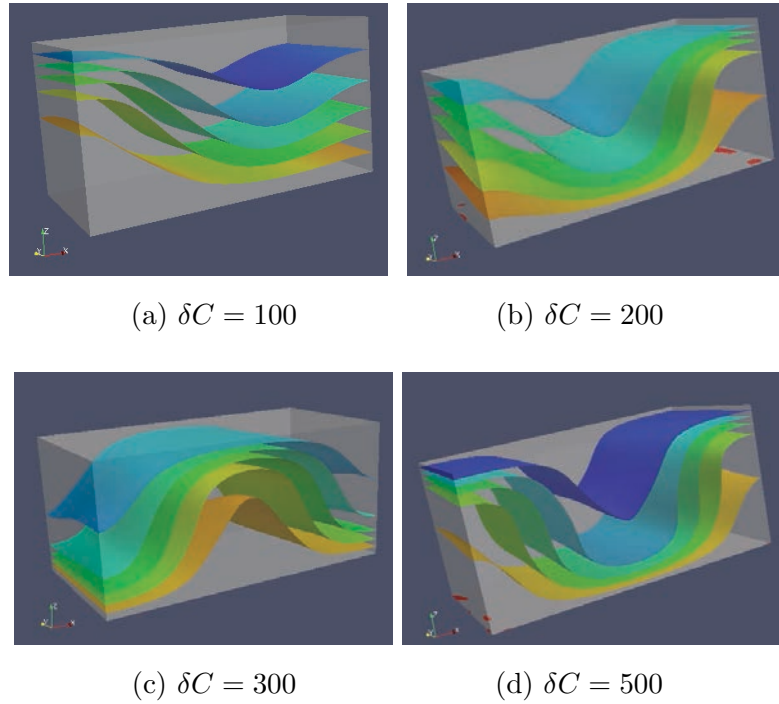 (a) δC = 100
(b) δC = 200
(c) δC = 300
(d) δC = 500